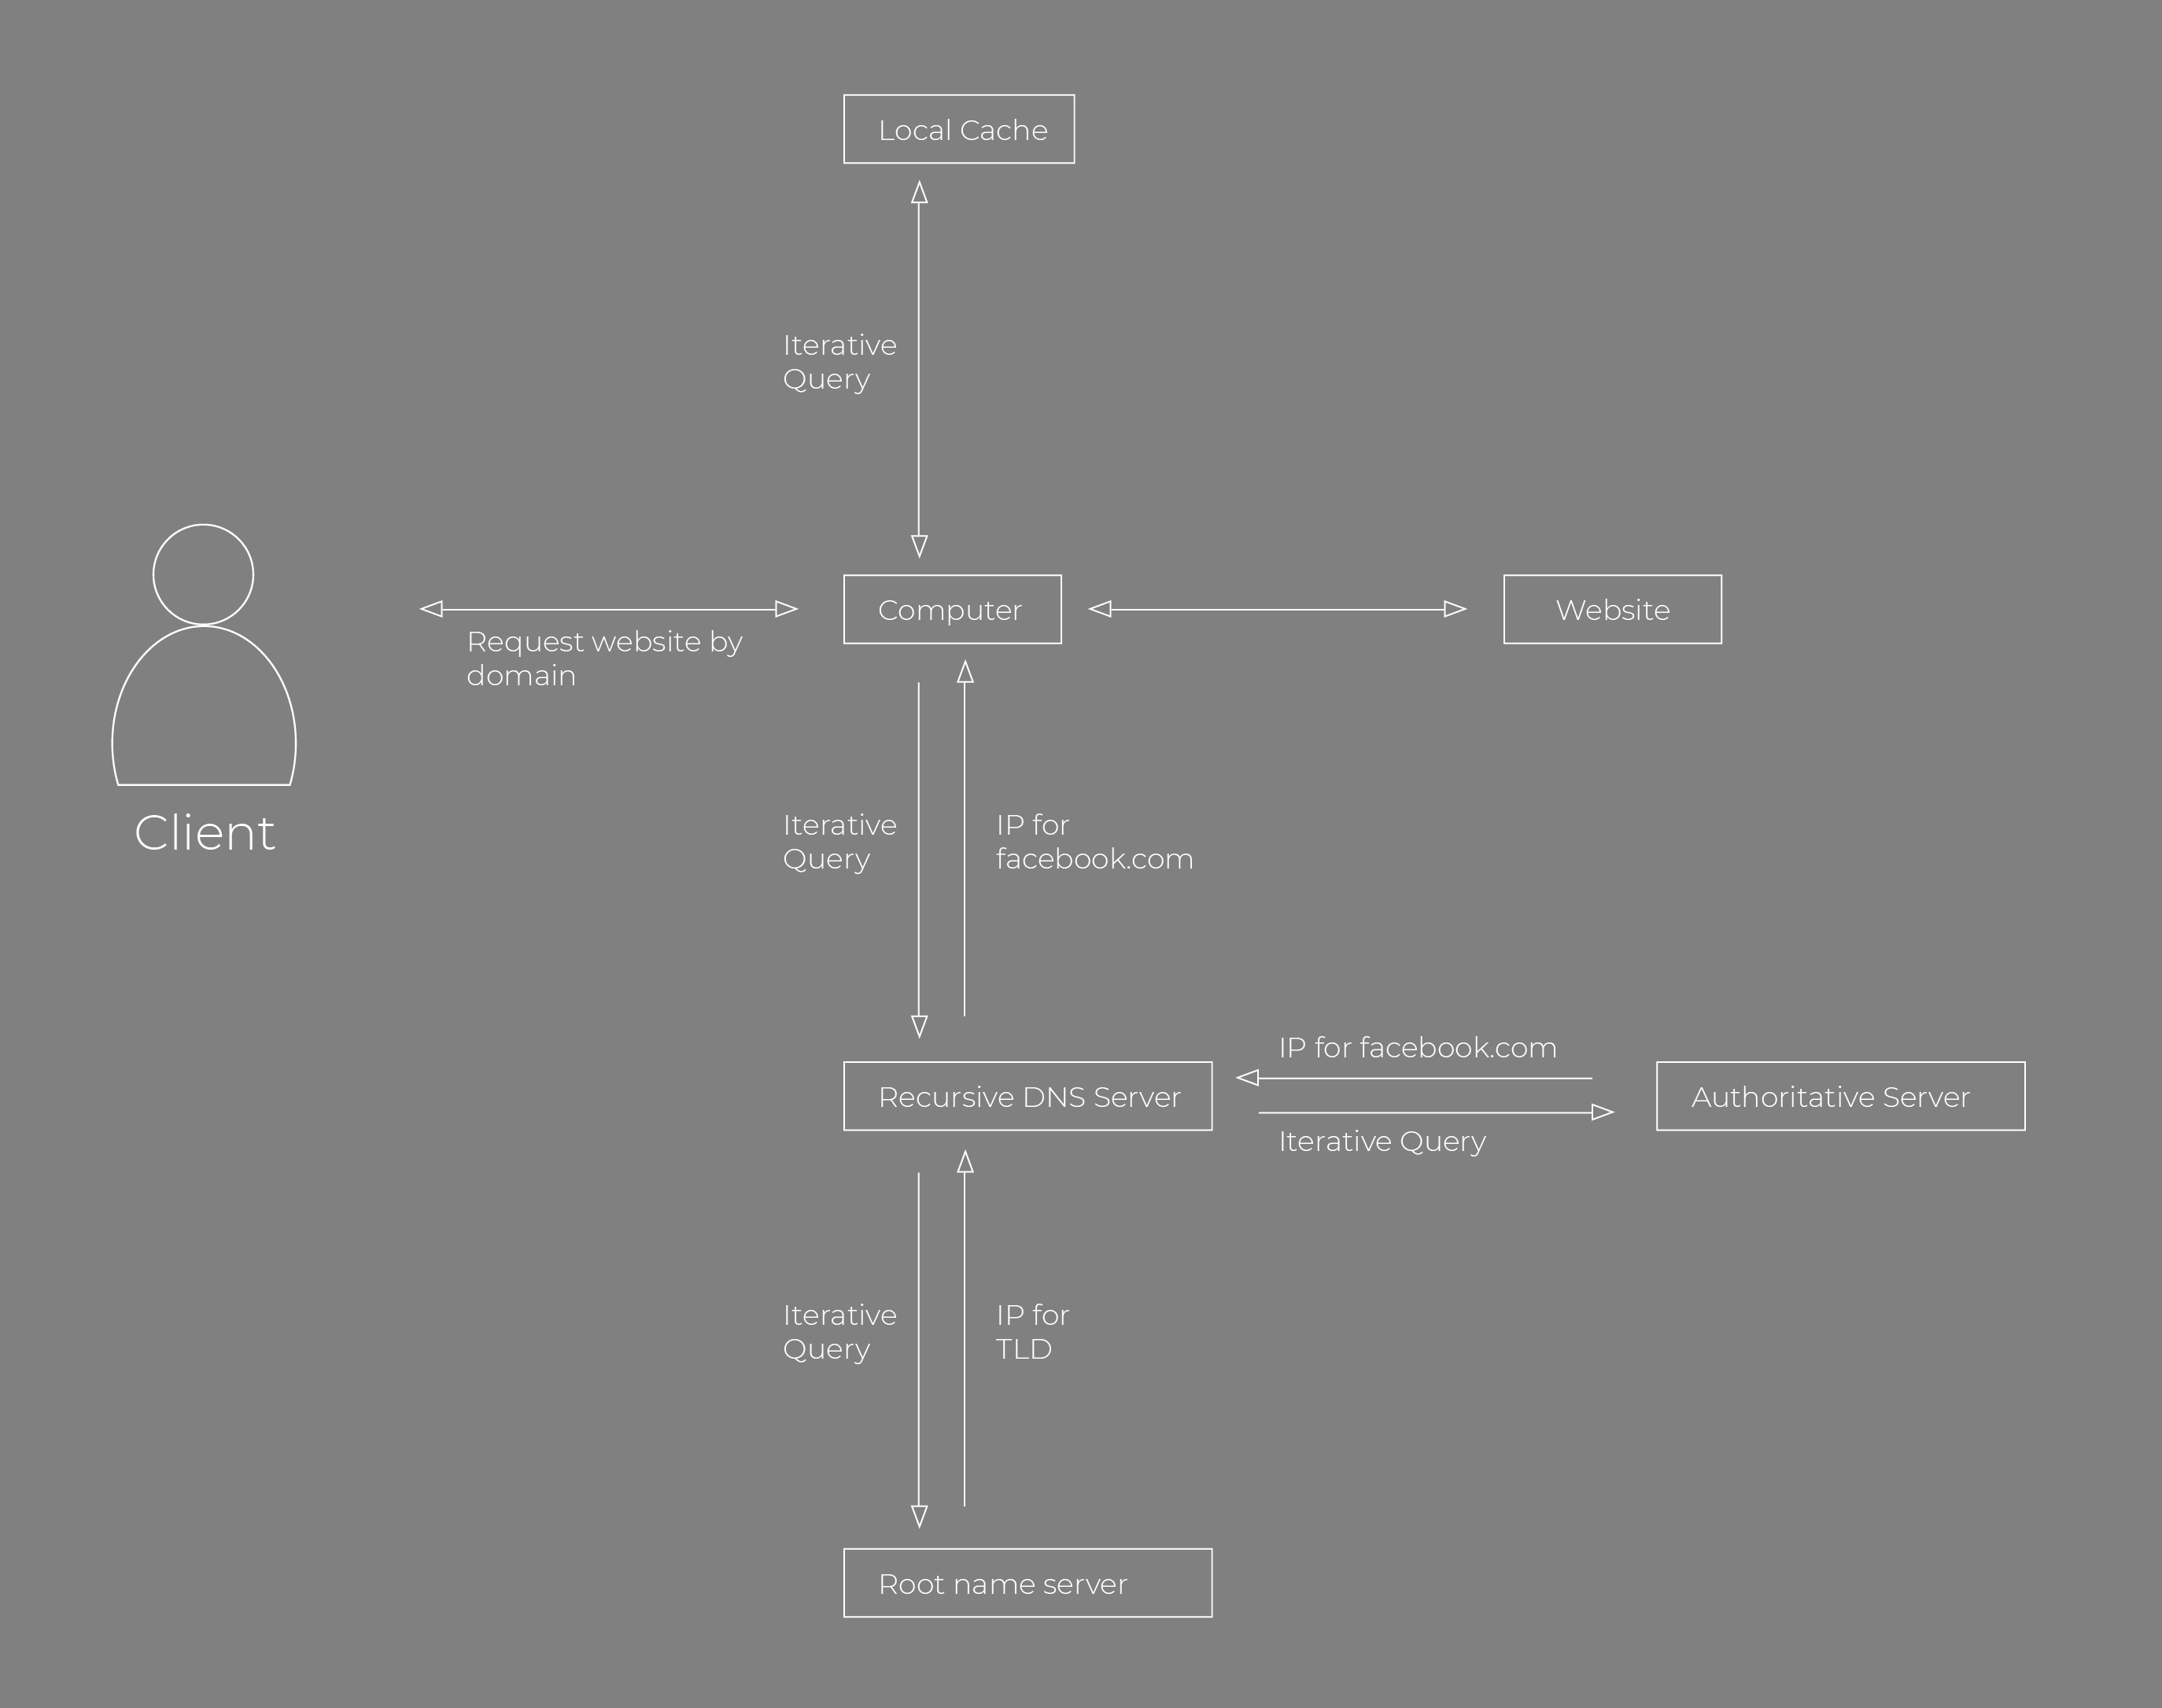 Local Cache
Iterative
Query
Computer
Website
Request website by
domain
Client
Iterative
Query
IP for
facebook.com
IP for facebook.com
Recursive DNS Server
Authoritative Server
Iterative Query
Iterative
Query
IP for
TLD
Root name server